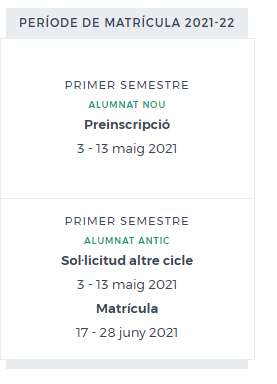 PERÍODE DE MATRÍCULA 2021-22
PRIMER SEMESTRE
ALUMNAT NOU
Preinscripció
3 - 13 maig 2021
PRIMER SEMESTRE
ALUMNAT ANTIC
Sol·licitud altre cicle
3 - 13 maig 2021
Matrícula
17 - 28 juny 2021